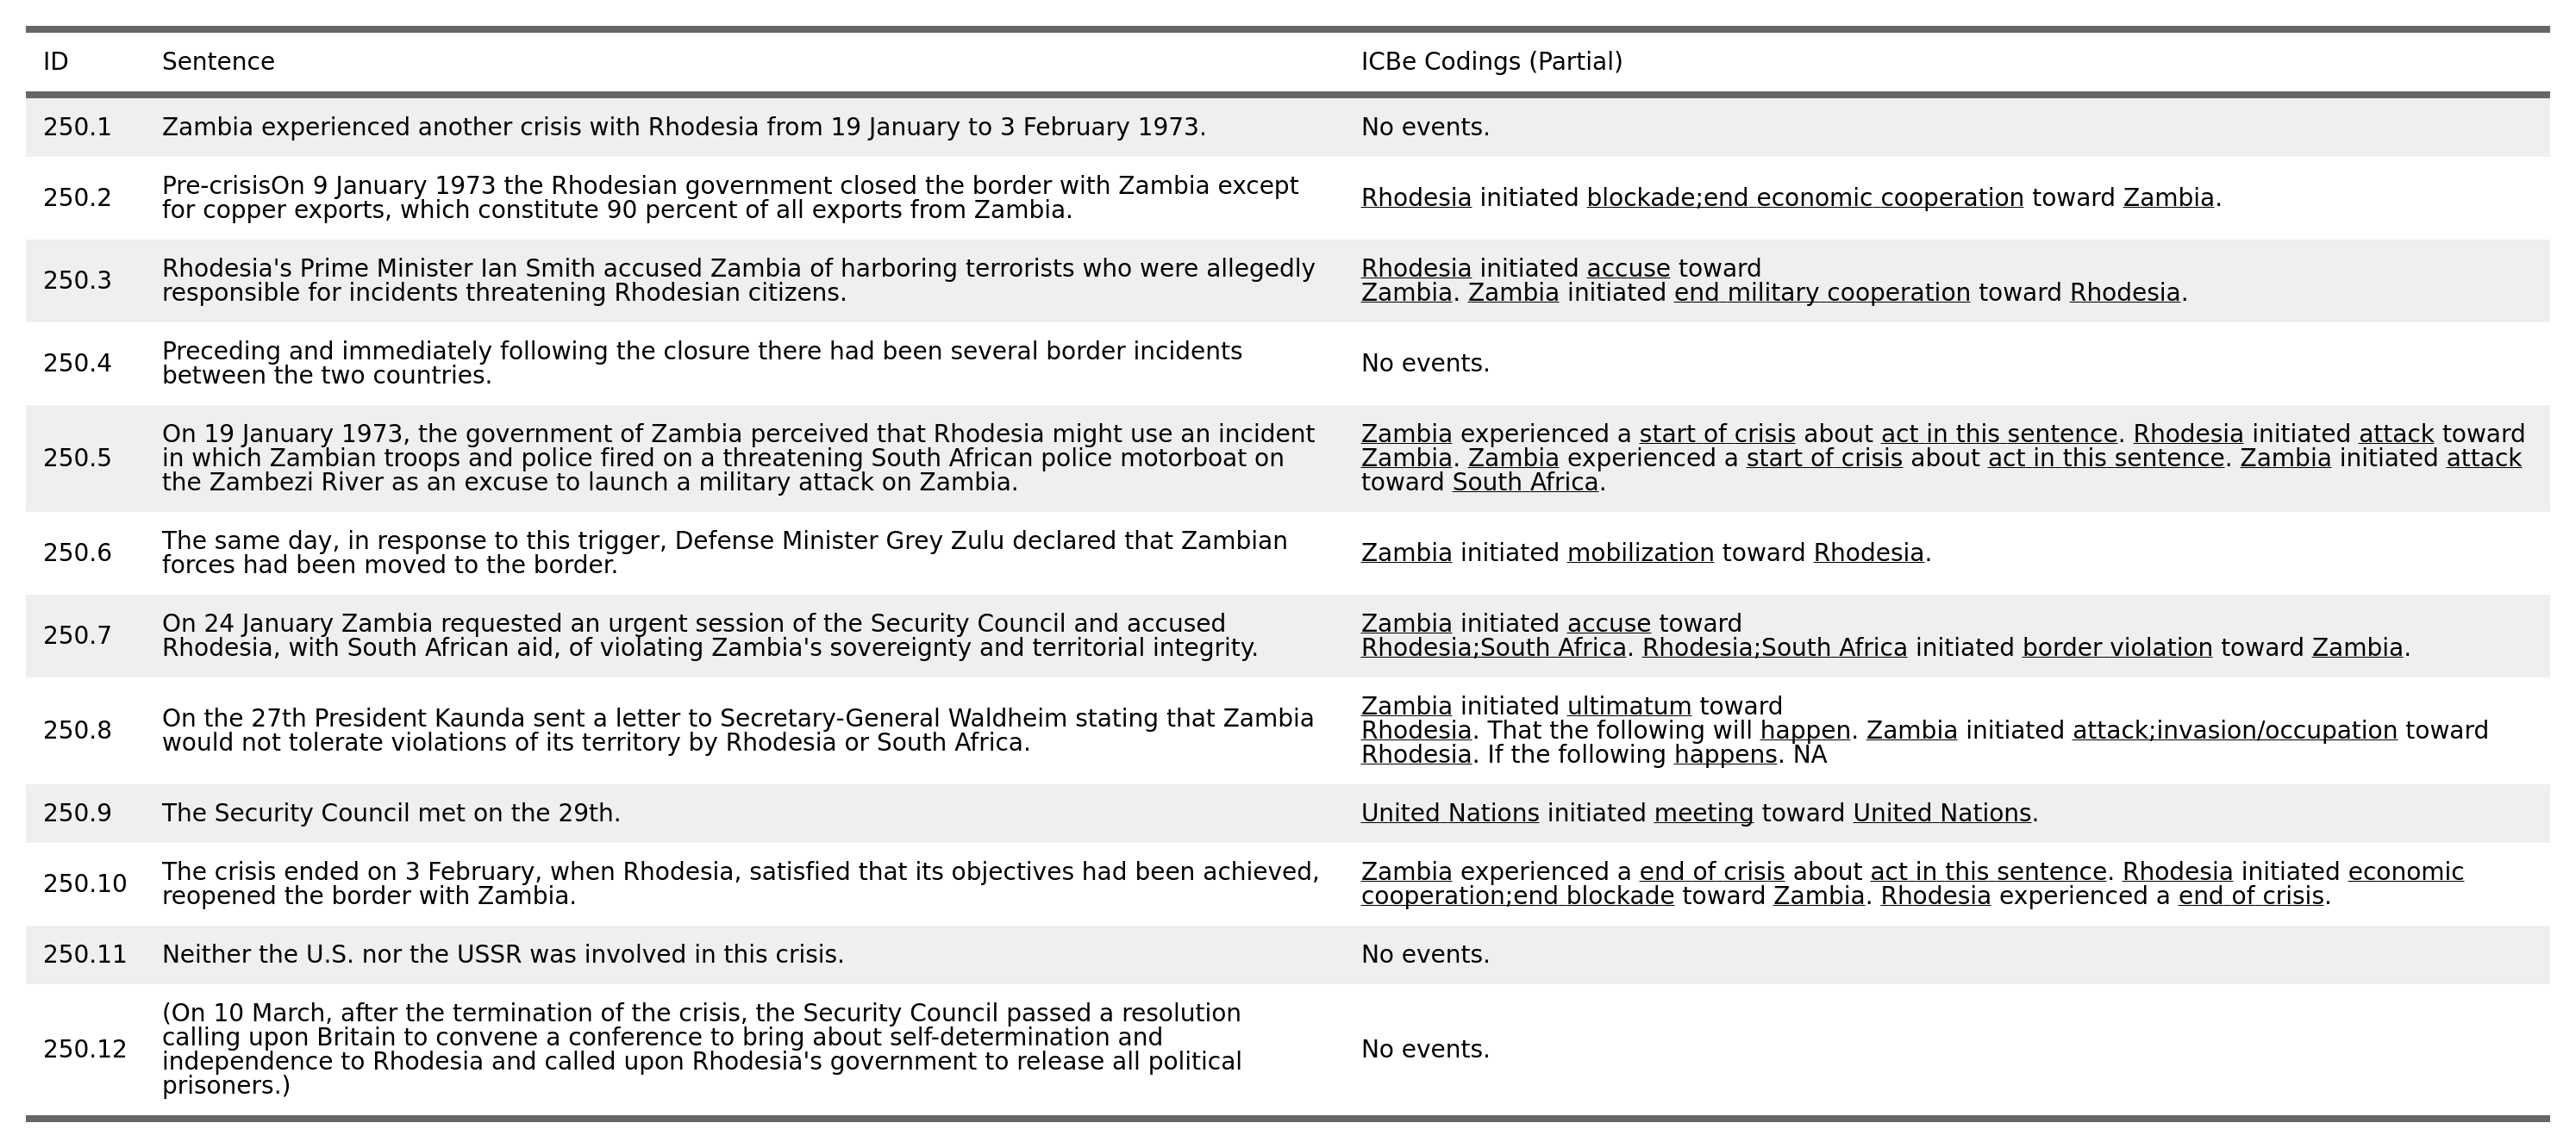 ID Sentence ICBe Codings (Partial)
250.1 Zambia experienced another crisis with Rhodesia from 19 January to 3 February 1973. No events.
250.2 Pre-crisisOn 9 January 1973 the Rhodesian government closed the border with Zambia except
for copper exports, which constitute 90 percent of all exports from Zambia.
Rhodesia initiated blockade;end economic cooperation toward Zambia.
250.3 Rhodesia's Prime Minister Ian Smith accused Zambia of harboring terrorists who were allegedly
responsible for incidents threatening Rhodesian citizens.
Rhodesia initiated accuse toward
Zambia. Zambia initiated end military cooperation toward Rhodesia.
250.4 Preceding and immediately following the closure there had been several border incidents
between the two countries.
No events.
250.5 On 19 January 1973, the government of Zambia perceived that Rhodesia might use an incident
in which Zambian troops and police fired on a threatening South African police motorboat on
the Zambezi River as an excuse to launch a military attack on Zambia.
Zambia experienced a start of crisis about act in this sentence. Rhodesia initiated attack toward
Zambia. Zambia experienced a start of crisis about act in this sentence. Zambia initiated attack
toward South Africa.
250.6 The same day, in response to this trigger, Defense Minister Grey Zulu declared that Zambian
forces had been moved to the border.
Zambia initiated mobilization toward Rhodesia.
250.7 On 24 January Zambia requested an urgent session of the Security Council and accused
Rhodesia, with South African aid, of violating Zambia's sovereignty and territorial integrity.
Zambia initiated accuse toward
Rhodesia;South Africa. Rhodesia;South Africa initiated border violation toward Zambia.
250.8 On the 27th President Kaunda sent a letter to Secretary-General Waldheim stating that Zambia
would not tolerate violations of its territory by Rhodesia or South Africa.
Zambia initiated ultimatum toward
Rhodesia. That the following will happen. Zambia initiated attack;invasion/occupation toward
Rhodesia. If the following happens. NA
250.9 The Security Council met on the 29th. United Nations initiated meeting toward United Nations.
250.10 The crisis ended on 3 February, when Rhodesia, satisfied that its objectives had been achieved,
reopened the border with Zambia.
Zambia experienced a end of crisis about act in this sentence. Rhodesia initiated economic
cooperation;end blockade toward Zambia. Rhodesia experienced a end of crisis.
250.11 Neither the U.S. nor the USSR was involved in this crisis. No events.
250.12 (On 10 March, after the termination of the crisis, the Security Council passed a resolution
calling upon Britain to convene a conference to bring about self-determination and
independence to Rhodesia and called upon Rhodesia's government to release all political
prisoners.)
No events.